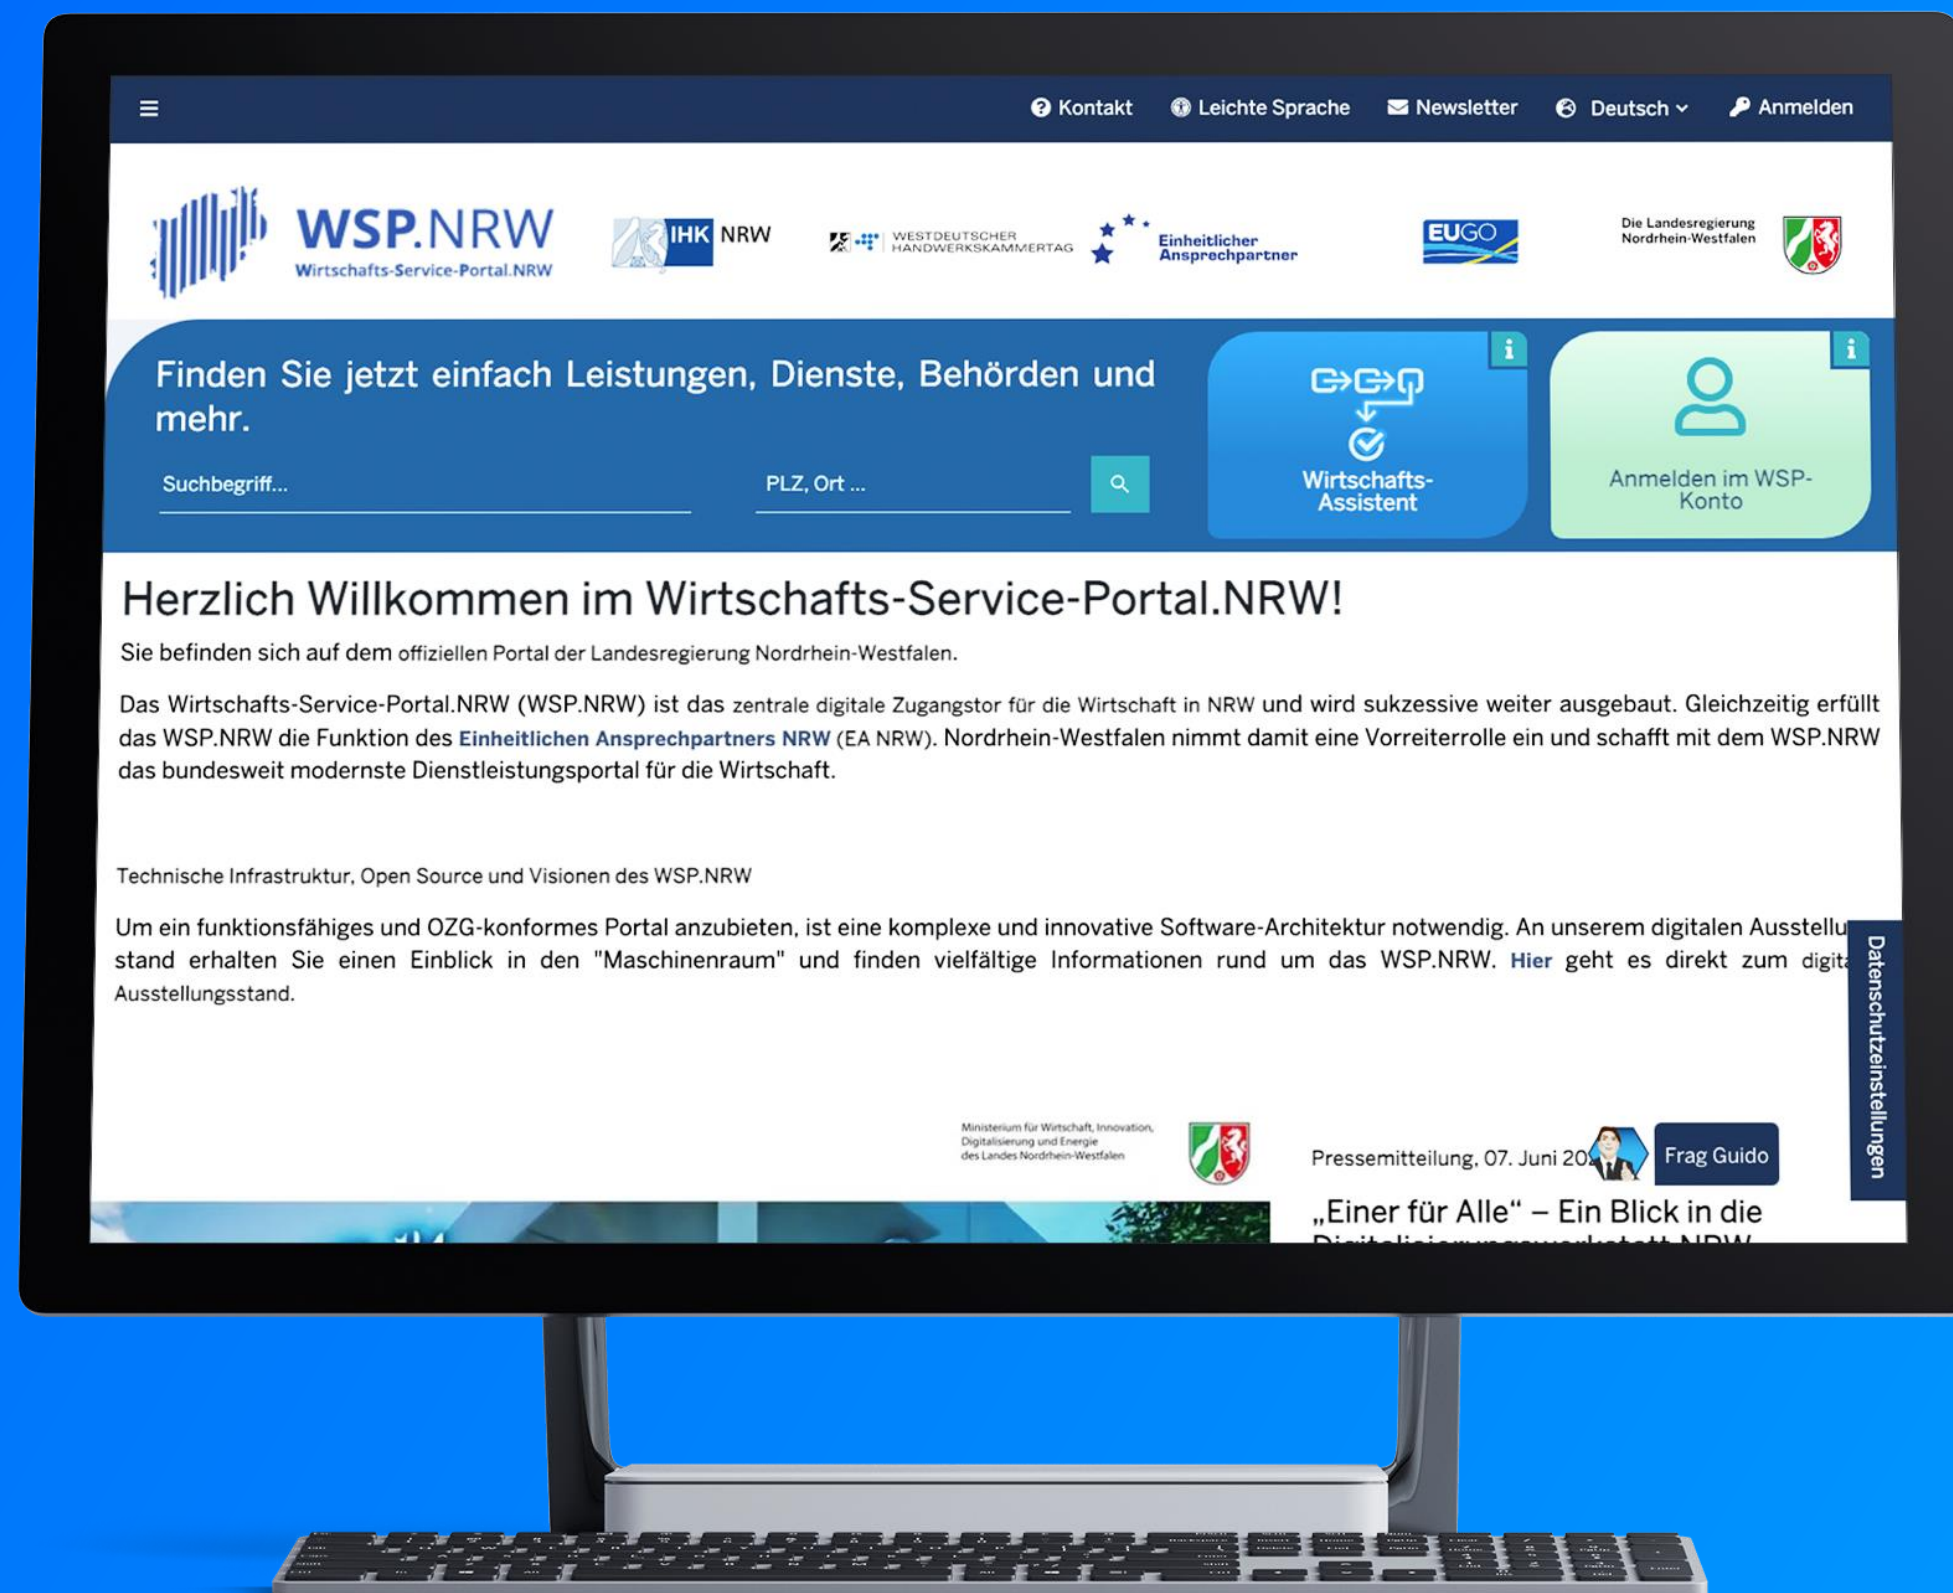 Kontakt
Leichte Sprache
Newsletter
Deutsch
Anmelden
WSP.NRW
Wirtschafts-Service-Portal.NRW
IHK NRW
WESTDEUTSCHER
HANDWERKSKAMMERTAG
Einheitlicher
Ansprechpartner
EUGO
Die Landesregierung
Nordrhein-Westfalen
Finden Sie jetzt einfach Leistungen, Dienste, Behörden und
mehr.
Suchbegriff...
PLZ, Ort ...
Wirtschafts-
Assistent
Anmelden im WSP-
Konto
Herzlich Willkommen im Wirtschafts-Service-Portal.NRW!
Sie befinden sich auf dem offiziellen Portal der Landesregierung Nordrhein-Westfalen.
Das Wirtschafts-Service-Portal.NRW (WSP.NRW) ist das zentrale digitale Zugangstor für die Wirtschaft in NRW und wird sukzessive weiter ausgebaut. Gleichzeitig erfüllt
das WSP.NRW die Funktion des Einheitlichen Ansprechpartners NRW (EA NRW). Nordrhein-Westfalen nimmt damit eine Vorreiterrolle ein und schafft mit dem WSP.NRW
das bundesweit modernste Dienstleistungsportal für die Wirtschaft.
Technische Infrastruktur, Open Source und Visionen des WSP.NRW
Um ein funktionsfähiges und OZG-konformes Portal anzubieten, ist eine komplexe und innovative Software-Architektur notwendig. An unserem digitalen Ausstellu
stand erhalten Sie einen Einblick in den "Maschinenraum" und finden vielfältige Informationen rund um das WSP.NRW. Hier geht es direkt zum digit
Ausstellungsstand.
Datenschutzeinstellungen
Ministerium für Wirtschaft, Innovation,
Digitalisierung und Energie
des Landes Nordrhein-Westfalen
Pressemitteilung, 07. Juni 20
Frag Guido
„Einer für Alle“ – Ein Blick in die
Digitalisierungswerkstatt NRW